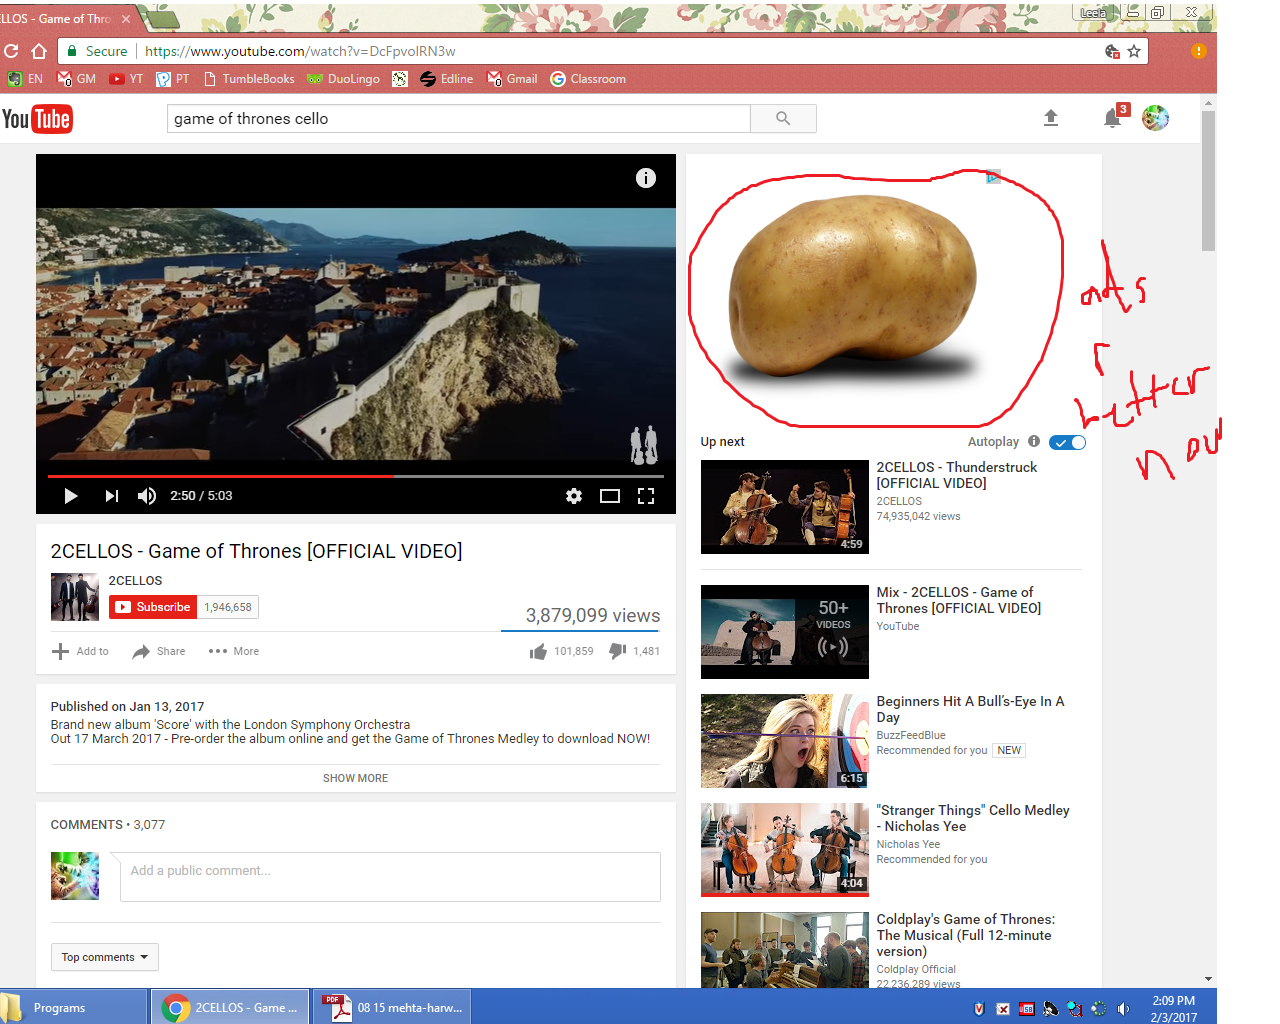 ELLOS - Game of Thro
Leela
Secure
https://www.youtube.com/watch?v=DcFpvolRN3w
EN
GM
YT
PT
TumbleBooks
DuoLingo
Edline
Gmail
Classroom
YouTube
game of thrones cello
3
ads
r
better
now
2:50 / 5:03
Up next
Autoplay
2CELLOS - Thunderstruck
[OFFICIAL VIDEO]
2CELLOS
74,935,042 views
4:59
2CELLOS - Game of Thrones [OFFICIAL VIDEO]
2CELLOS
Subscribe
1,946,658
3,879,099 views
Add to
Share
More
101,859
1,481
Mix - 2CELLOS - Game of
Thrones [OFFICIAL VIDEO]
YouTube
50+
VIDEOS
Published on Jan 13, 2017
Brand new album 'Score' with the London Symphony Orchestra
Out 17 March 2017 - Pre-order the album online and get the Game of Thrones Medley to download NOW!
SHOW MORE
Beginners Hit A Bull's-Eye In A
Day
BuzzFeedBlue
Recommended for you NEW
6:15
COMMENTS • 3,077
Add a public comment...
Top comments
"Stranger Things" Cello Medley
- Nicholas Yee
Nicholas Yee
Recommended for you
4:04
Coldplay's Game of Thrones:
The Musical (Full 12-minute
version)
Coldplay Official
22,236,289 views
Programs
2CELLOS - Game ...
PDF
08 15 mehta-harw...
2:09 PM
2/3/2017